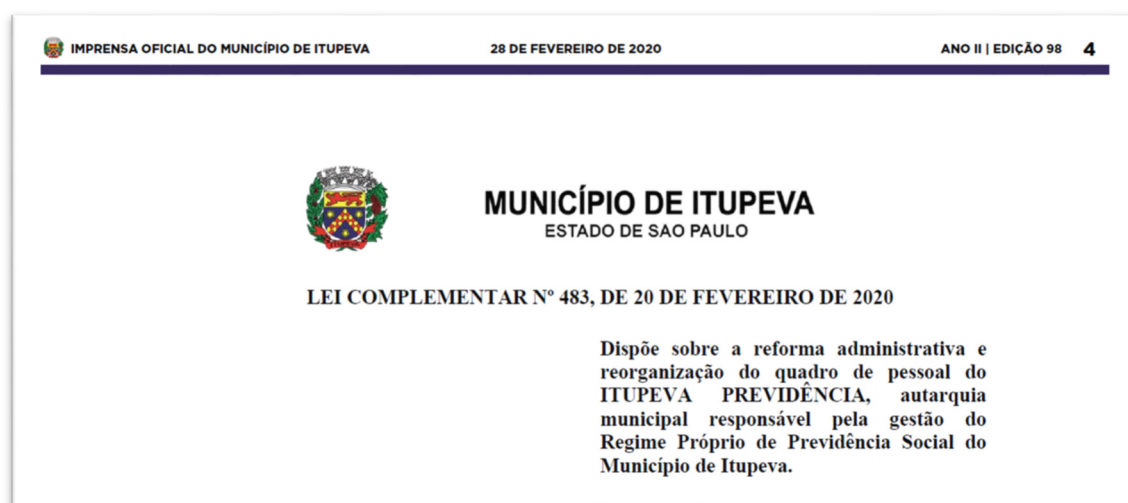 IMPRENSA OFICIAL DO MUNICÍPIO DE ITUPEVA 28 DE FEVEREIRO DE 2020 ANO II | EDIÇÃO 98 4
MUNICÍPIO DE ITUPEVA
ESTADO DE SAO PAULO
ITUPEVA
LEI COMPLEMENTAR Nº 483, DE 20 DE FEVEREIRO DE 2020
Dispõe sobre a reforma administrativa e
reorganização do quadro de pessoal do
ITUPEVA PREVIDÊNCIA, autarquia
municipal responsável pela gestão do
Regime Próprio de Previdência Social do
Município de Itupeva.